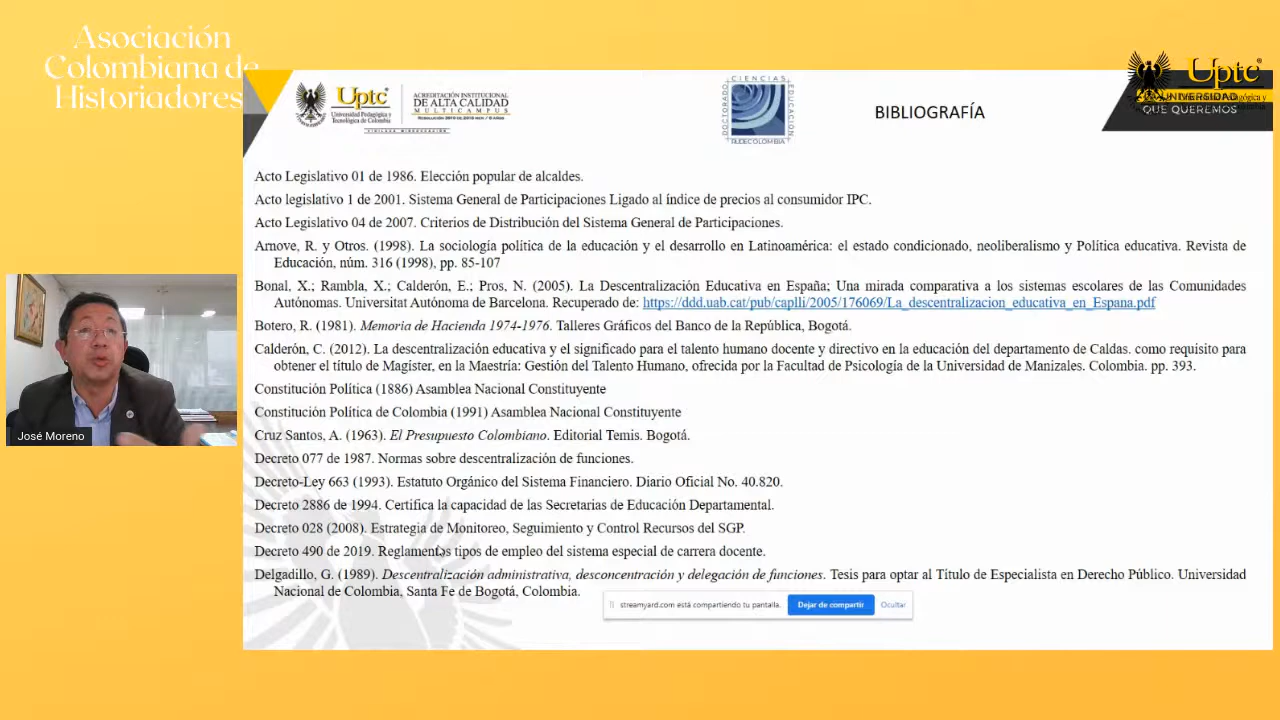 Asociación
Colombiana de
Historiadores
Uptc
Universidad Pedagógica y
Tecnológica de Colombia
ACREDITACIÓN INSTITUCIONAL
DE ALTA CALIDAD
MULTICAMPUS
DOCTORADO CIENCIAS EDUCACIÓN
RUDECOLOMBIA
BIBLIOGRAFÍA
Uptc
UNIVERSIDAD
QUE QUEREMOS
Acto Legislativo 01 de 1986. Elección popular de alcaldes.
Acto legislativo 1 de 2001. Sistema General de Participaciones Ligado al índice de precios al consumidor IPC.
Acto Legislativo 04 de 2007. Criterios de Distribución del Sistema General de Participaciones.
Arnove, R. y Otros. (1998). La sociología política de la educación y el desarrollo en Latinoamérica: el estado condicionado, neoliberalismo y Política educativa. Revista de
Educación, núm. 316 (1998), pp. 85-107
Bonal, X.; Rambla, X.; Calderón, E.; Pros, N. (2005). La Descentralización Educativa en España; Una mirada comparativa a los sistemas escolares de las Comunidades
Autónomas. Universitat Autónoma de Barcelona. Recuperado de: https://ddd.uab.cat/pub/caplli/2005/176069/La_descentralizacion_educativa_en_Espana.pdf
Botero, R. (1981). Memoria de Hacienda 1974-1976. Talleres Gráficos del Banco de la República, Bogotá.
Calderón, C. (2012). La descentralización educativa y el significado para el talento humano docente y directivo en la educación del departamento de Caldas. como requisito para
obtener el título de Magíster, en la Maestría: Gestión del Talento Humano, ofrecida por la Facultad de Psicología de la Universidad de Manizales. Colombia. pp. 393.
Constitución Política (1886) Asamblea Nacional Constituyente
Constitución Política de Colombia (1991) Asamblea Nacional Constituyente
Cruz Santos, A. (1963). El Presupuesto Colombiano. Editorial Temis. Bogotá.
Decreto 077 de 1987. Normas sobre descentralización de funciones.
Decreto-Ley 663 (1993). Estatuto Orgánico del Sistema Financiero. Diario Oficial No. 40.820.
Decreto 2886 de 1994. Certifica la capacidad de las Secretarias de Educación Departamental.
Decreto 028 (2008). Estrategia de Monitoreo, Seguimiento y Control Recursos del SGP.
Decreto 490 de 2019. Reglamentos tipos de empleo del sistema especial de carrera docente.
Delgadillo, G. (1989). Descentralización administrativa, desconcentración y delegación de funciones. Tesis para optar al Título de Especialista en Derecho Público. Universidad
Nacional de Colombia, Santa Fe de Bogotá, Colombia.
streamyard.com está compartiendo tu pantalla.
Dejar de compartir
Ocultar
José Moreno